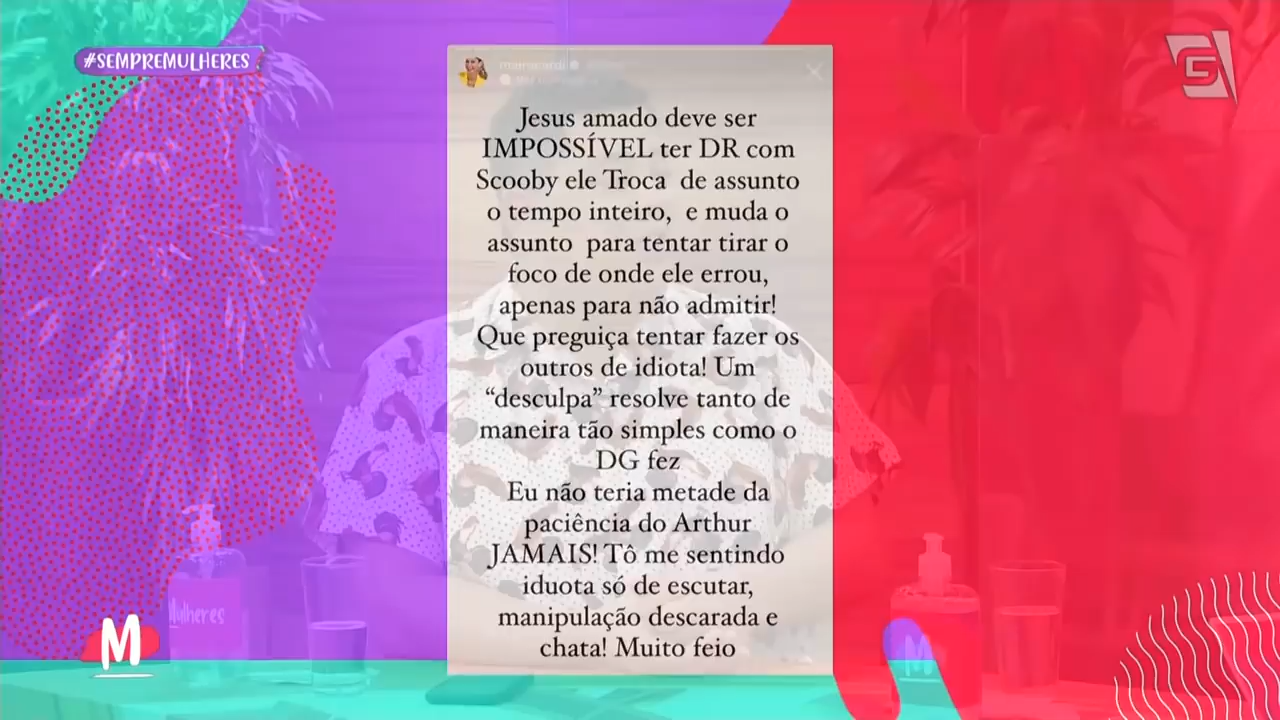 #SEMPREMULHERES
G
mairacardi
Jesus amado deve ser
IMPOSSÍVEL ter DR com
Scooby ele Troca  de assunto
o tempo inteiro,  e muda o
assunto  para tentar tirar o
foco de onde ele errou,
apenas para não admitir!
Que preguiça tentar fazer os
outros de idiota! Um
“desculpa” resolve tanto de
maneira tão simples como o
DG fez
Eu não teria metade da
paciência do Arthur
JAMAIS! Tô me sentindo
iduota só de escutar,
manipulação descarada e
chata! Muito feio
Mulheres
M
M